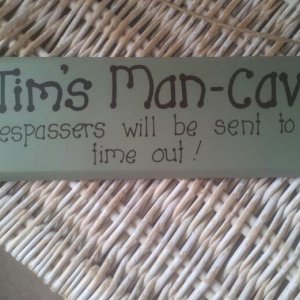 Tim's Man-Cav
espassers will be sent to
time out!